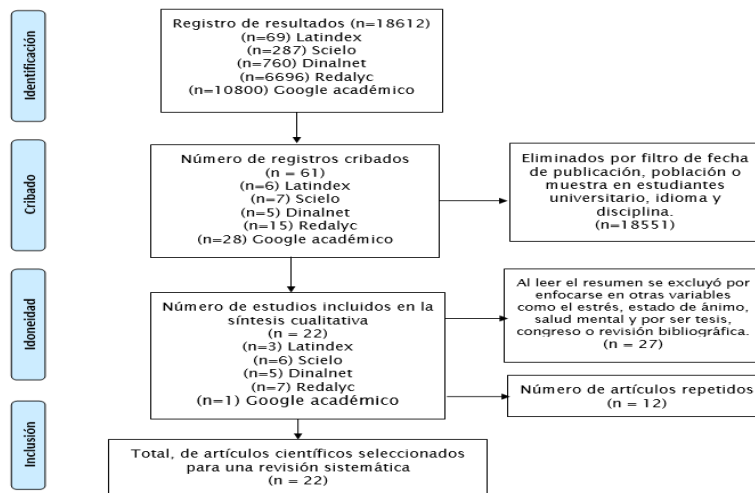 Identificación
Registro de resultados (n=18612)
(n=69) Latindex
(n=287) Scielo
(n=760) Dinalnet
(n=6696) Redalyc
(n=10800) Google académico
Cribado
Número de registros cribados
(n = 61)
(n=6) Latindex
(n=7) Scielo
(n=5) Dinalnet
(n=15) Redalyc
(n=28) Google académico
Eliminados por filtro de fecha
de publicación, población o
muestra en estudiantes
universitario, idioma y
disciplina.
(n=18551)
Idoneidad
Número de estudios incluidos en la
síntesis cualitativa
(n = 22)
(n=3) Latindex
(n=6) Scielo
(n=5) Dinalnet
(n=7) Redalyc
(n=1) Google académico
Al leer el resumen se excluyó por
enfocarse en otras variables
como el estrés, estado de ánimo,
salud mental y por ser tesis,
congreso o revisión bibliográfica.
(n = 27)
Número de artículos repetidos
(n = 12)
Inclusión
Total, de artículos científicos seleccionados
para una revisión sistemática
(n = 22)